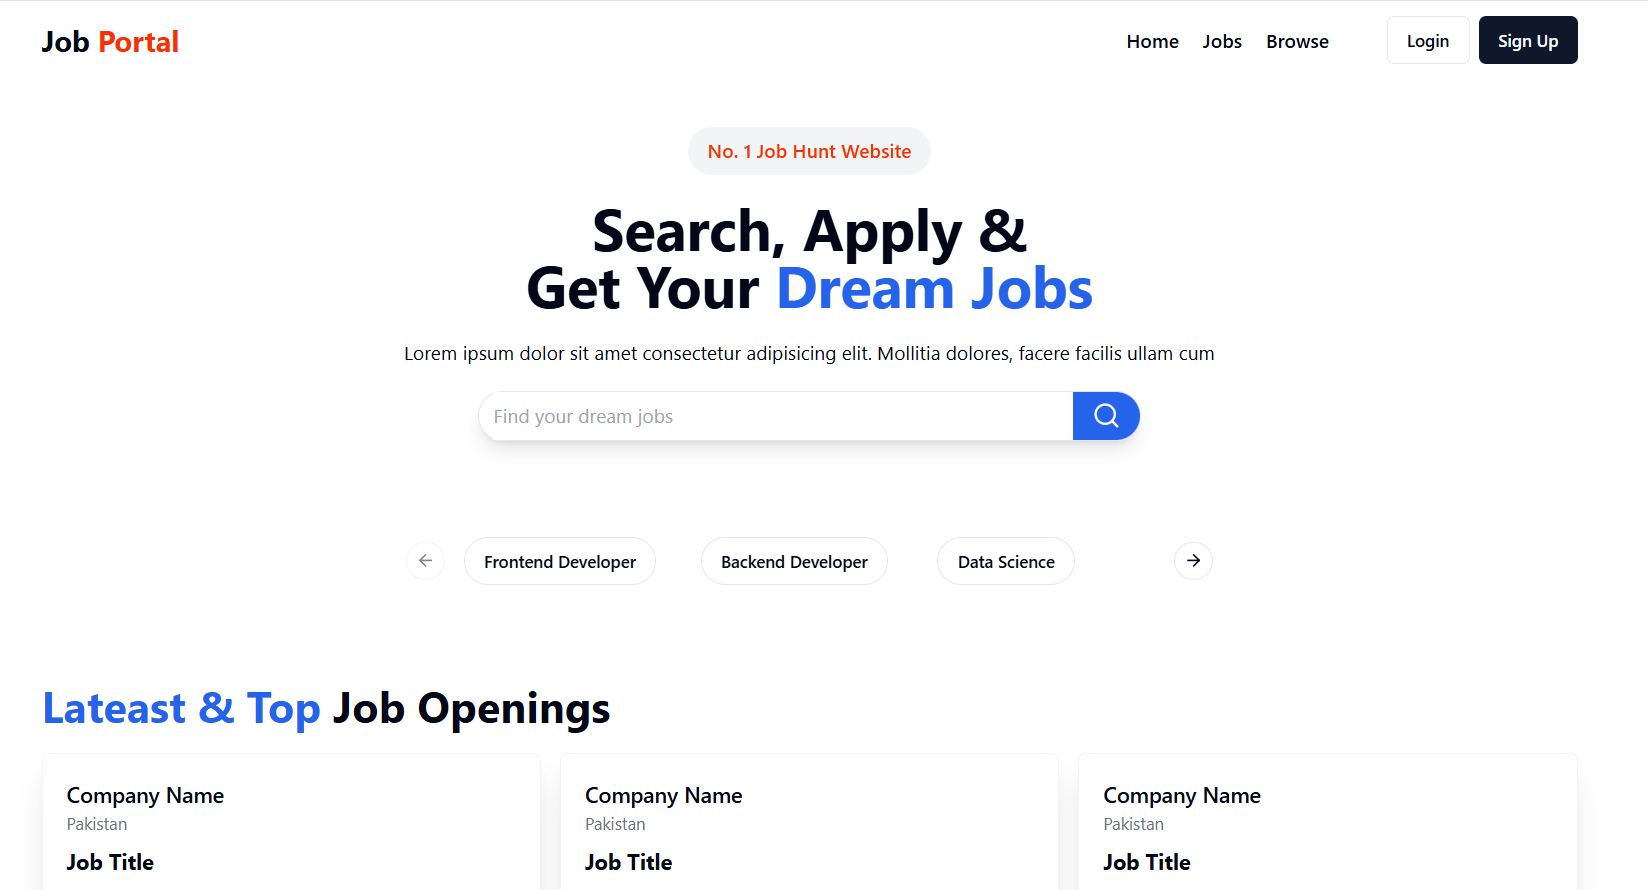 Job Portal
Home Jobs Browse Login Sign Up
No. 1 Job Hunt Website
Search, Apply &
Get Your Dream Jobs
Lorem ipsum dolor sit amet consectetur adipisicing elit. Mollitia dolores, facere facilis ullam cum
Find your dream jobs
Frontend Developer Backend Developer Data Science
Lateast & Top Job Openings
Company Name
Pakistan
Job Title
Company Name
Pakistan
Job Title
Company Name
Pakistan
Job Title